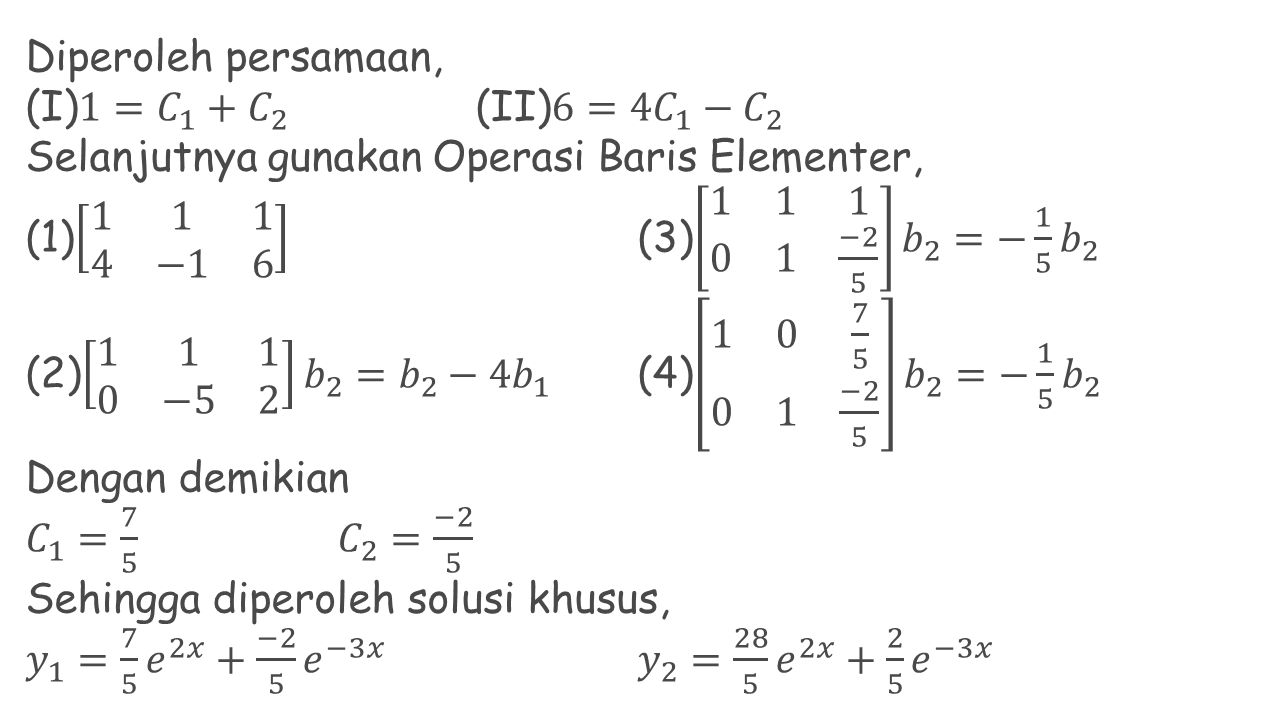 Diperoleh persamaan,
(I)1 = C₁ + C₂ (II)6 = 4C₁ − C₂
Selanjutnya gunakan Operasi Baris Elementer,
(1)[1 1 1; 4 −1 6] (3)[1 1 1; 0 1 −2/5] b₂ = −1/5 b₂
(2)[1 1 1; 0 −5 2] b₂ = b₂ − 4b₁ (4)[1 0 7/5; 0 1 −2/5] b₂ = −1/5 b₂
Dengan demikian
C₁ = 7/5 C₂ = −2/5
Sehingga diperoleh solusi khusus,
y₁ = 7/5 e^{2x} + −2/5 e^{−3x} y₂ = 28/5 e^{2x} + 2/5 e^{−3x}